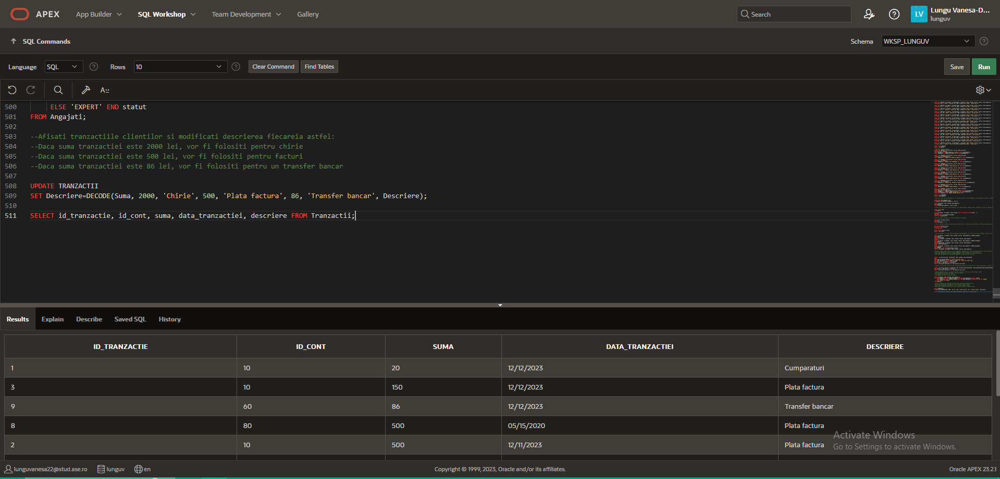 APEX App Builder SQL Workshop Team Development Gallery Search LV Lungu Vanesa-D...
lunguv
SQL Commands Schema WKSP_LUNGUV
Language SQL Rows 10 Clear Command Find Tables Save Run
A::
500 ELSE 'EXPERT' END statut
501 FROM Angajati;
502
503 --Afisati tranzactiile clientilor si modificati descrierea fiecareia astfel:
504 --Daca suma tranzactiei este 2000 lei, vor fi folositi pentru chirie
505 --Daca suma tranzactiei este 500 lei, vor fi folositi pentru facturi
506 --Daca suma tranzactiei este 86 lei, vor fi folositi pentru un transfer bancar
507
508 UPDATE TRANZACTII
509 SET Descriere=DECODE(Suma, 2000, 'Chirie', 500, 'Plata factura', 86, 'Transfer bancar', Descriere);
510
511 SELECT id_tranzactie, id_cont, suma, data_tranzactiei, descriere FROM Tranzactii;
Results Explain Describe Saved SQL History
ID_TRANZACTIE ID_CONT SUMA DATA_TRANZACTIEI DESCRIERE
1 10 20 12/12/2023 Cumparaturi
3 10 150 12/12/2023 Plata factura
9 60 86 12/12/2023 Transfer bancar
8 80 500 05/15/2020 Plata factura
2 10 500 12/11/2023 Plata factura
Activate Windows
Go to Settings to activate Windows.
lunguvanesa22@stud.ase.ro lunguv en Copyright © 1999, 2023, Oracle and/or its affiliates. Oracle APEX 23.2.1